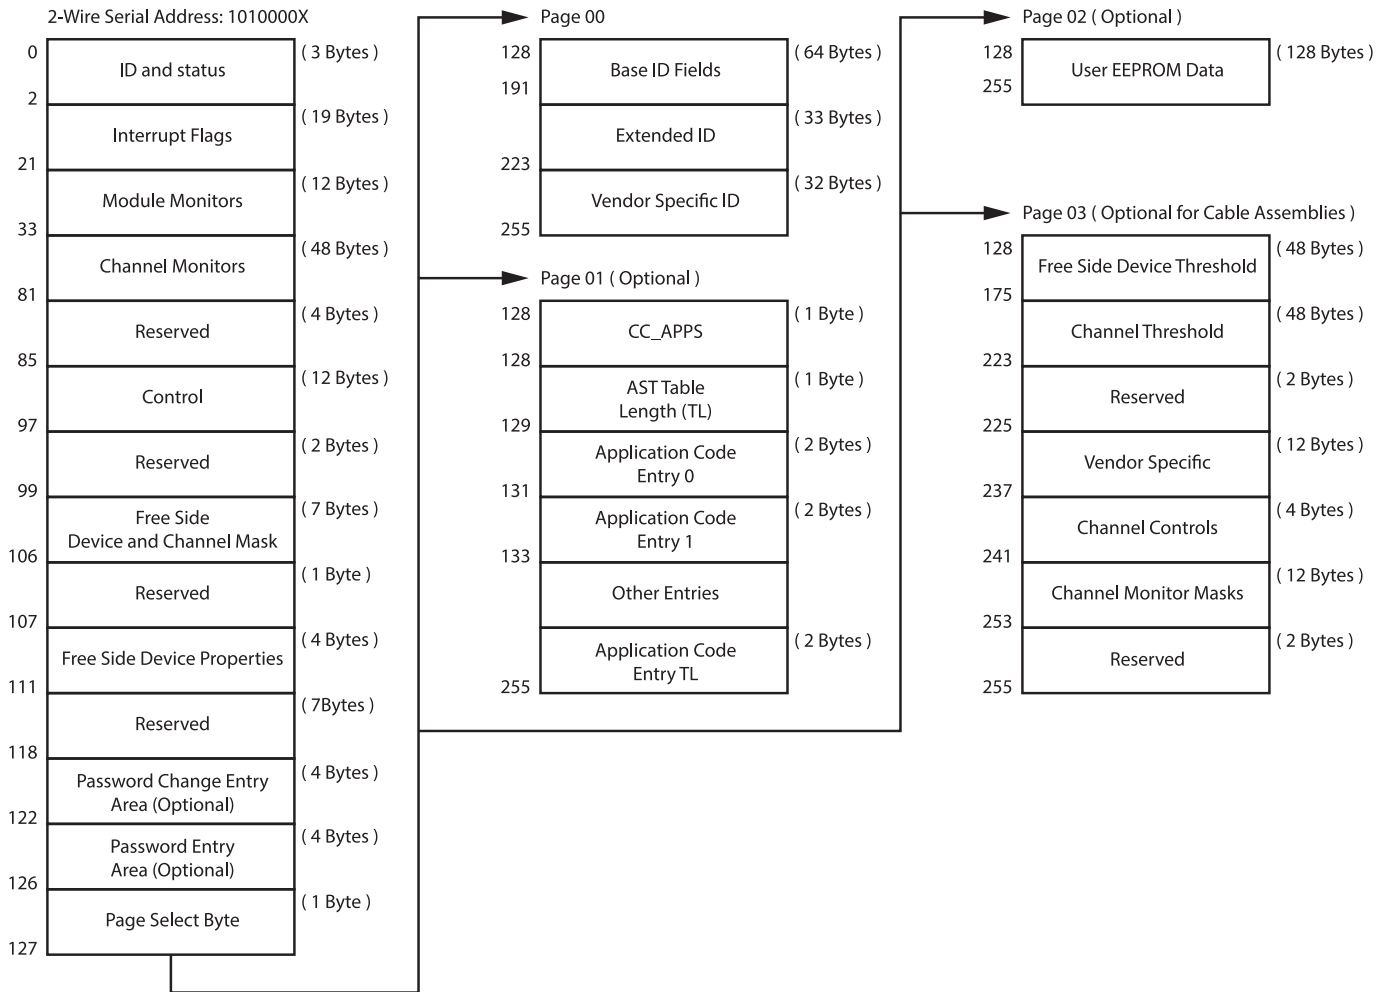 2-Wire Serial Address: 1010000X
0
ID and status
( 3 Bytes )
2
Interrupt Flags
( 19 Bytes )
21
Module Monitors
( 12 Bytes )
33
Channel Monitors
( 48 Bytes )
81
Reserved
( 4 Bytes )
85
Control
( 12 Bytes )
97
Reserved
( 2 Bytes )
99
Free Side
Device and Channel Mask
( 7 Bytes )
106
Reserved
( 1 Byte )
107
Free Side Device Properties
( 4 Bytes )
111
Reserved
( 7Bytes )
118
Password Change Entry
Area (Optional)
( 4 Bytes )
122
Password Entry
Area (Optional)
( 4 Bytes )
126
Page Select Byte
( 1 Byte )
127
Page 00
128
Base ID Fields
( 64 Bytes )
191
Extended ID
( 33 Bytes )
223
Vendor Specific ID
( 32 Bytes )
255
Page 01 ( Optional )
128
CC_APPS
( 1 Byte )
128
AST Table
Length (TL)
( 1 Byte )
129
Application Code
Entry 0
( 2 Bytes )
131
Application Code
Entry 1
( 2 Bytes )
133
Other Entries
Application Code
Entry TL
( 2 Bytes )
255
Page 02 ( Optional )
128
User EEPROM Data
( 128 Bytes )
255
Page 03 ( Optional for Cable Assemblies )
128
Free Side Device Threshold
( 48 Bytes )
175
Channel Threshold
( 48 Bytes )
223
Reserved
( 2 Bytes )
225
Vendor Specific
( 12 Bytes )
237
Channel Controls
( 4 Bytes )
241
Channel Monitor Masks
( 12 Bytes )
253
Reserved
( 2 Bytes )
255